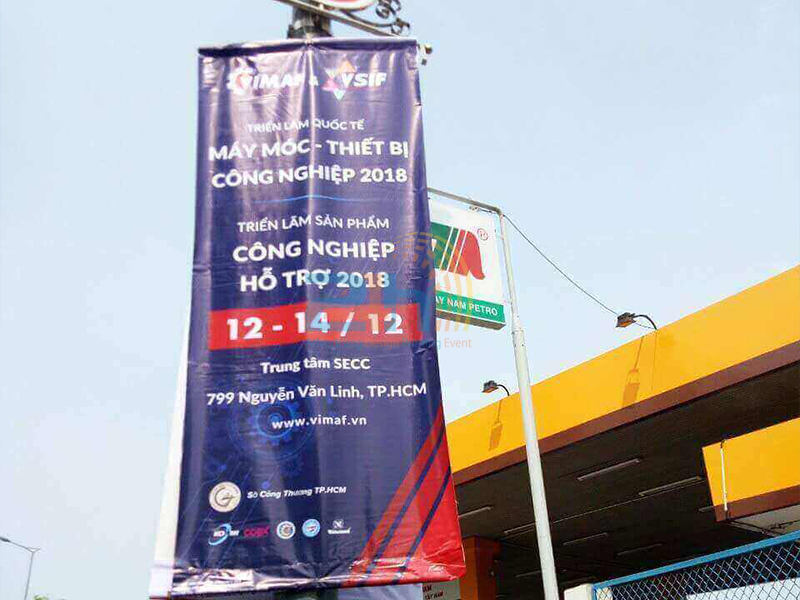 VIMAF & VSIF
TRIỂN LÃM QUỐC TẾ
MÁY MÓC - THIẾT BỊ
CÔNG NGHIỆP 2018
TRIỂN LÃM SẢN PHẨM
CÔNG NGHIỆP
HỖ TRỢ 2018
12 - 14 / 12
Trung tâm SECC
799 Nguyễn Văn Linh, TP.HCM
www.vimaf.vn
Sở Công Thương TP.HCM
AY NAM PETRO
Event